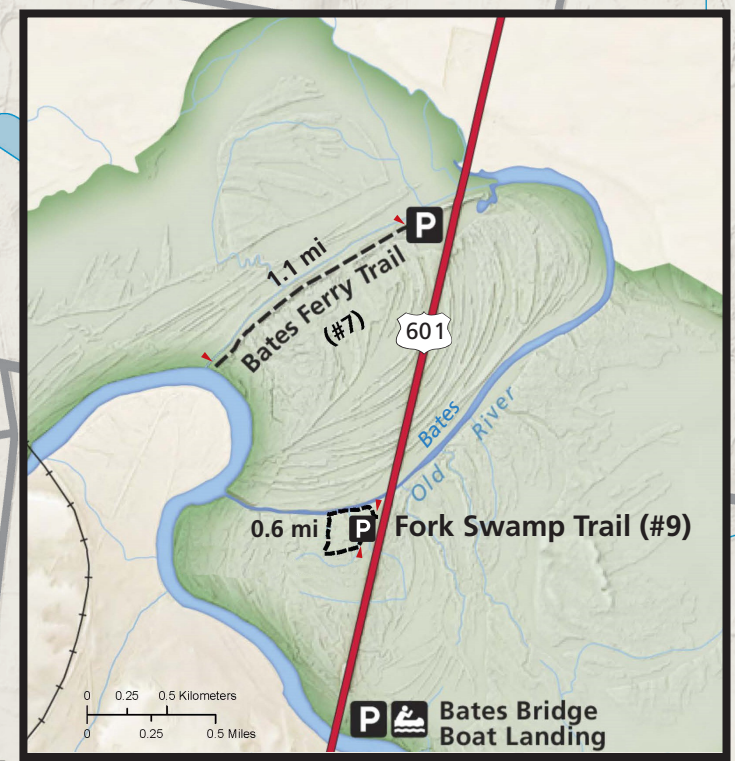 P
1.1 mi
Bates Ferry Trail
(#7)
601
Bates
Old River
0.6 mi
P
Fork Swamp Trail (#9)
0 0.25 0.5 Kilometers
0 0.25 0.5 Miles
P
Bates Bridge
Boat Landing